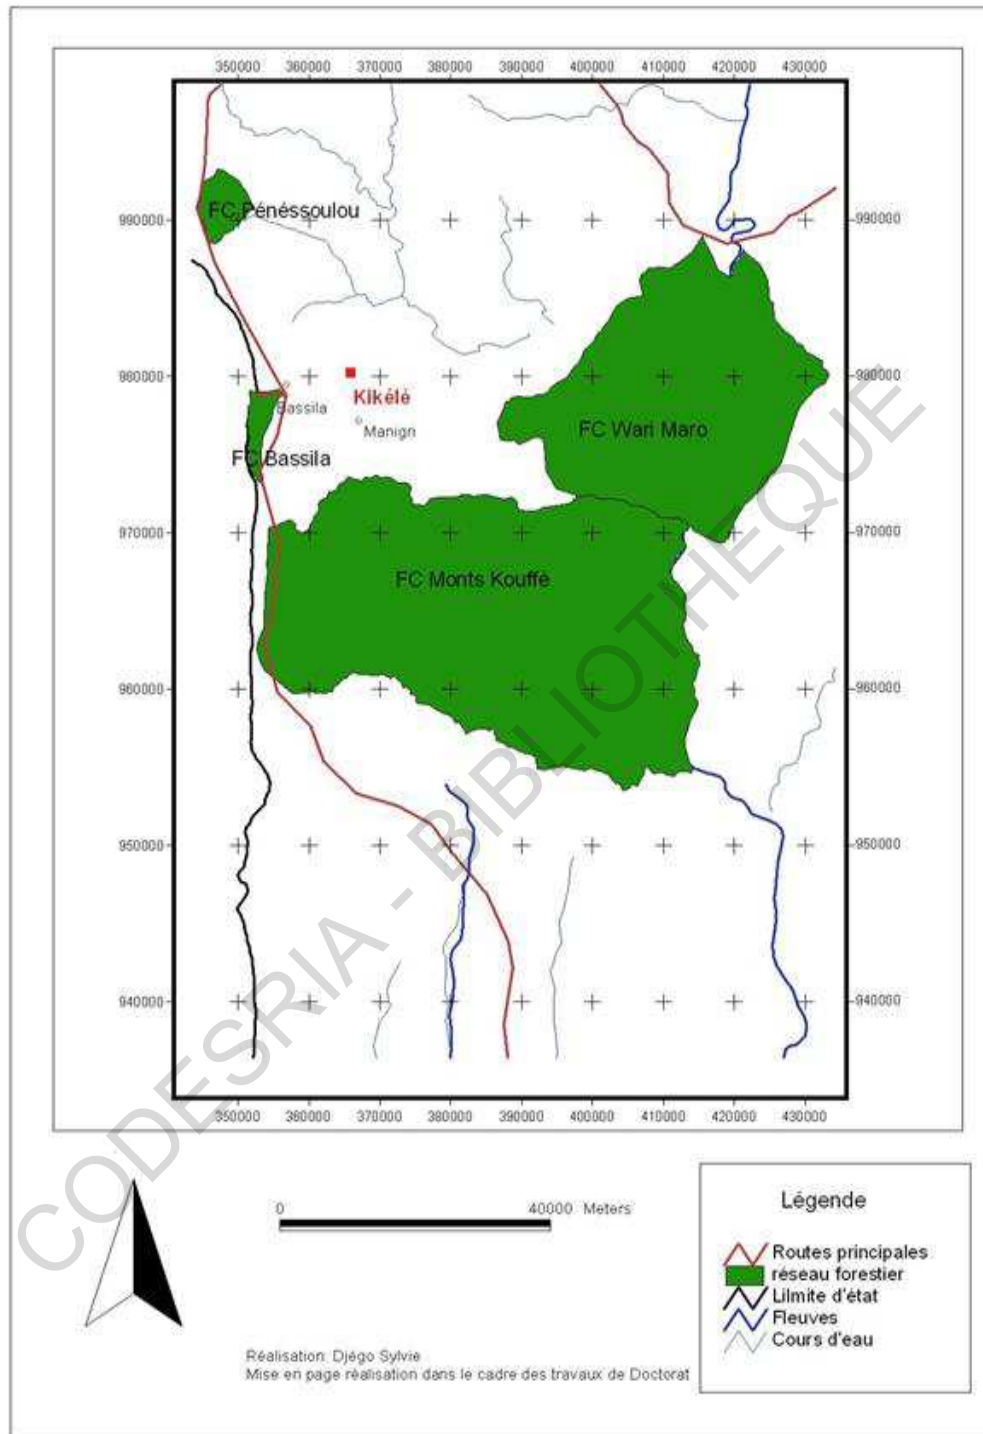 350000 360000 370000 380000 390000 400000 410000 420000 430000
990000 990000
FC Pénéssoulou
980000 980000
Kikélé
Bassila
Manigri
FC Wari Maro
FC Bassila
970000 970000
FC Monts Kouffé
960000 960000
950000 950000
940000 940000
350000 360000 370000 380000 390000 400000 410000 420000 430000
CODESRIA - BIBLIOTHEQUE
0 40000 Meters
Légende
Routes principales
réseau forestier
Lilmite d'état
Fleuves
Cours d'eau
Réalisation: Djégo Sylvie
Mise en page réalisation dans le cadre des travaux de Doctorat